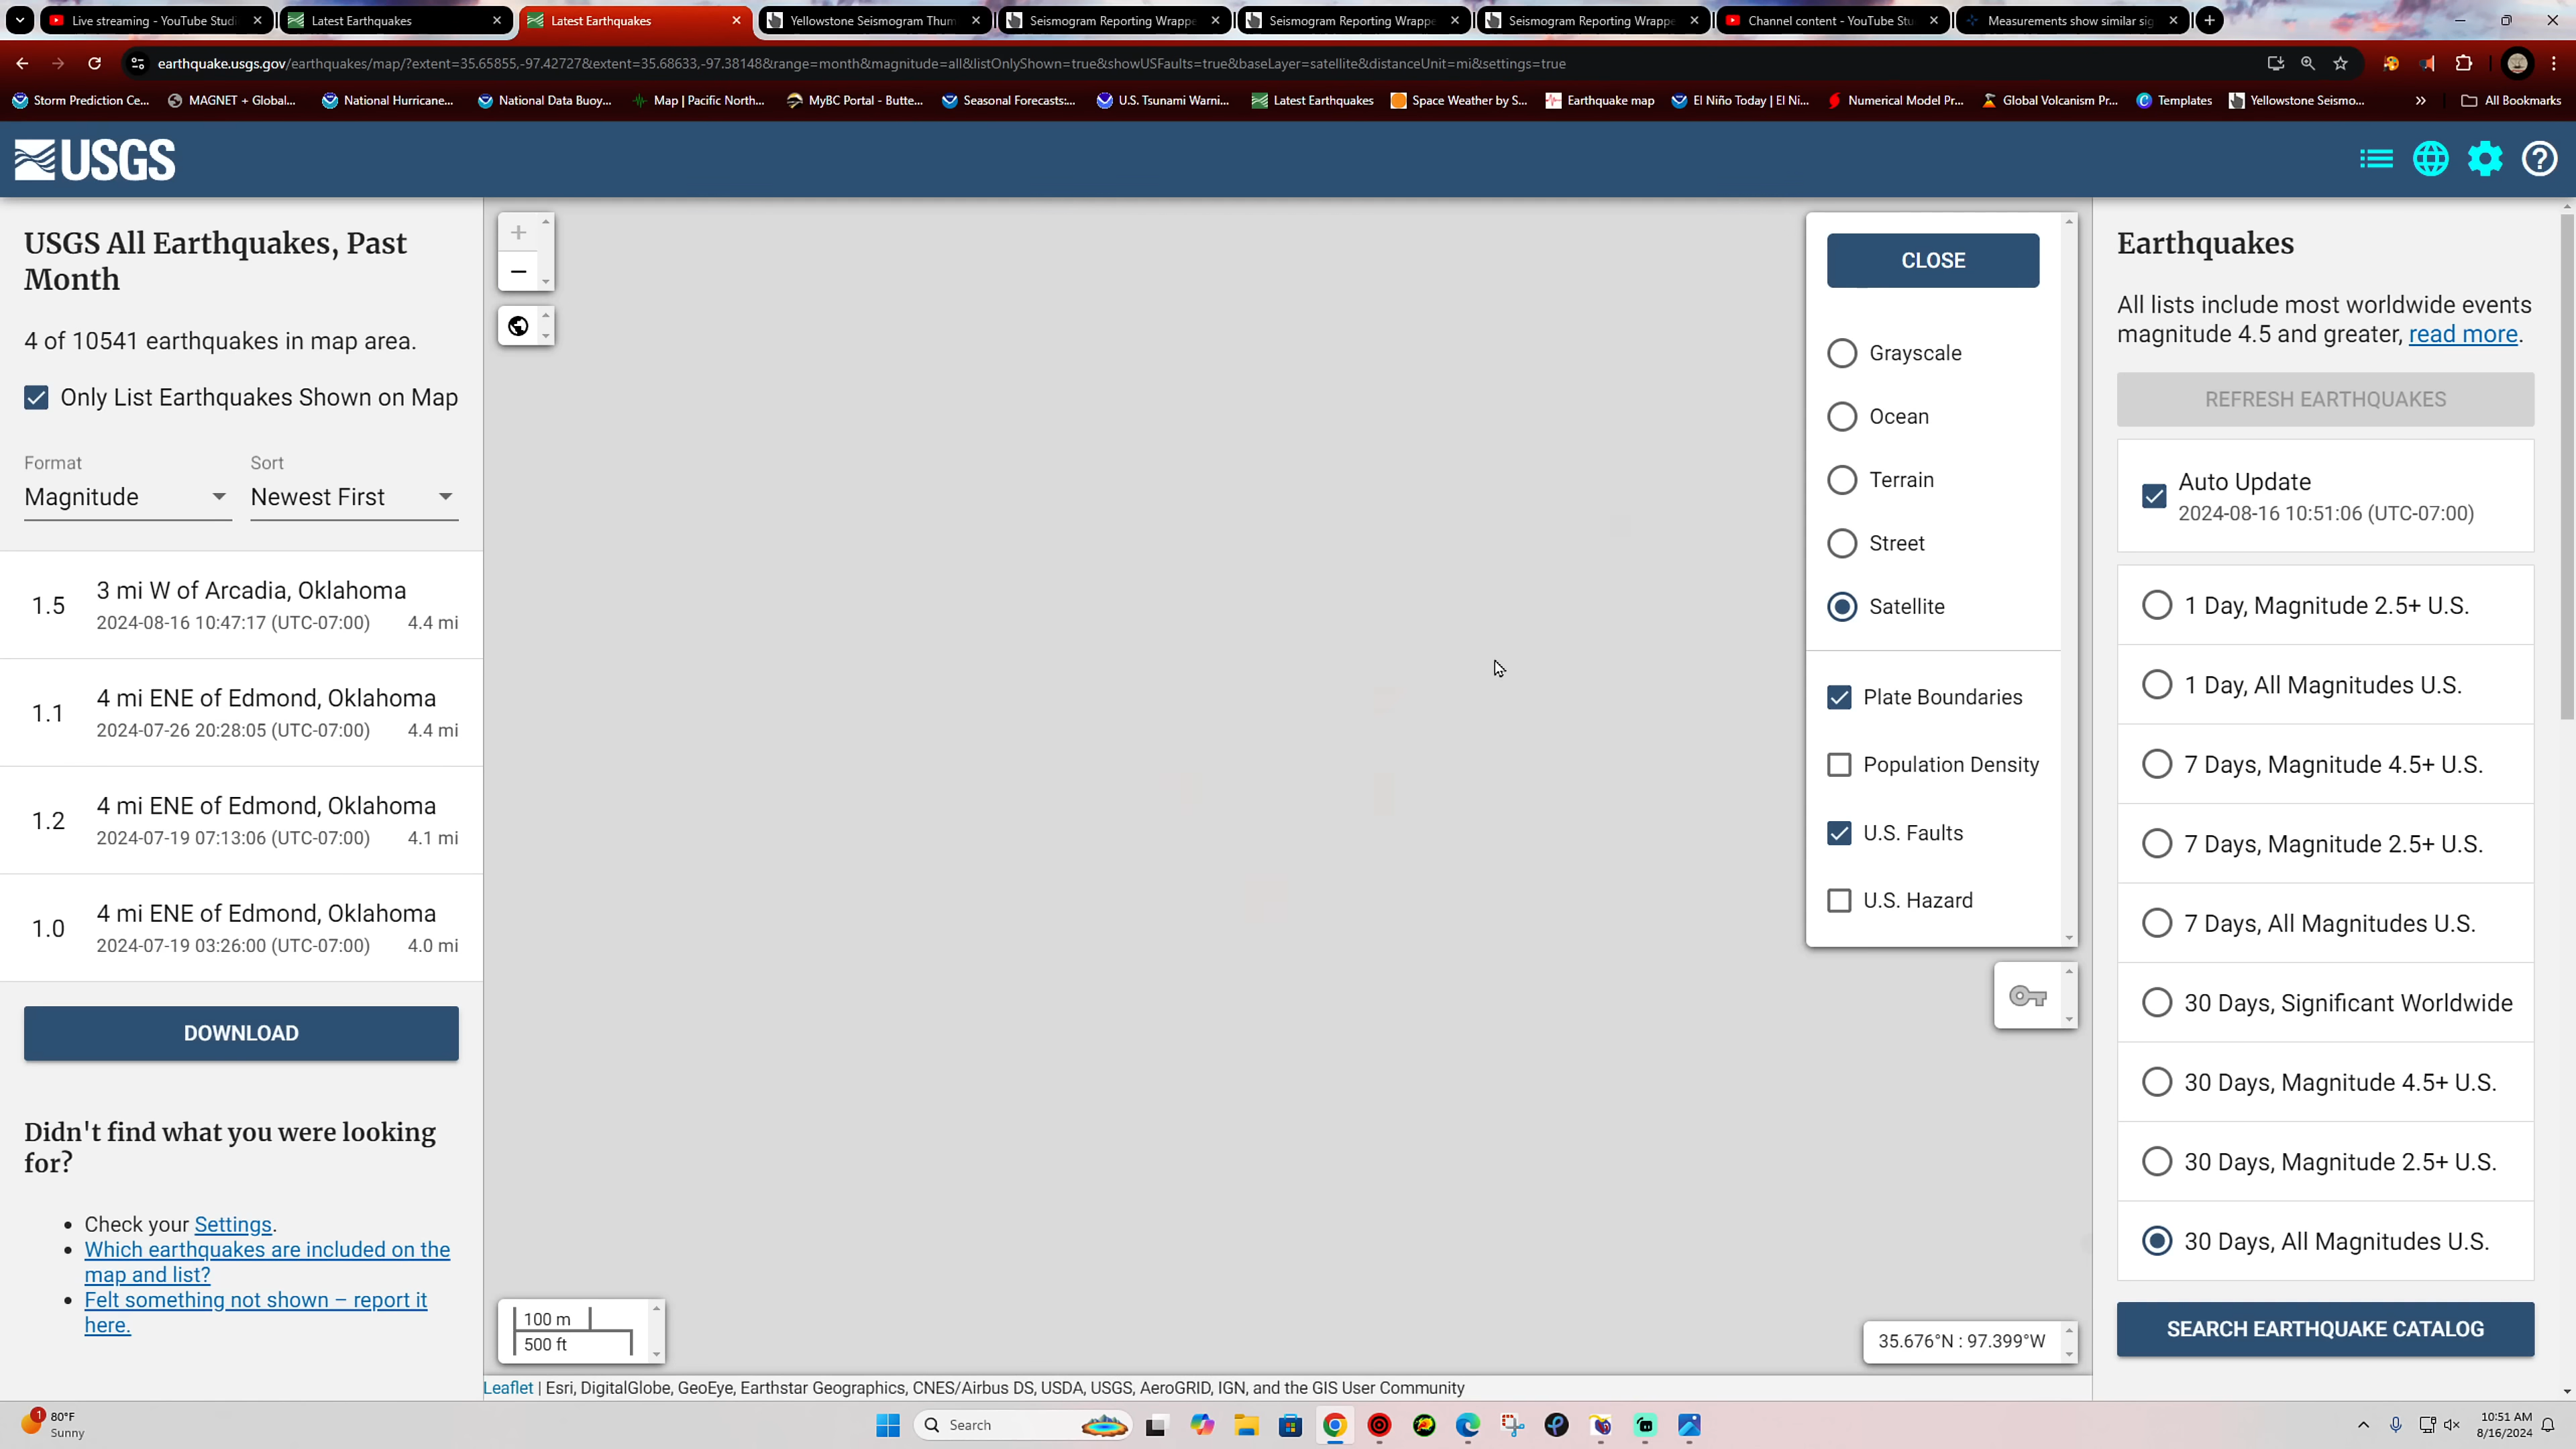 Live streaming - YouTube Studi
Latest Earthquakes
Latest Earthquakes
Yellowstone Seismogram Thum
Seismogram Reporting Wrappe
Seismogram Reporting Wrappe
Seismogram Reporting Wrappe
Channel content - YouTube Stu
Measurements show similar sig
earthquake.usgs.gov/earthquakes/map/?extent=35.65855,-97.42727&extent=35.68633,-97.38148&range=month&magnitude=all&listOnlyShown=true&showUSFaults=true&baseLayer=satellite&distanceUnit=mi&settings=true
Storm Prediction Ce...
MAGNET + Global...
National Hurricane...
National Data Buoy...
Map | Pacific North...
MyBC Portal - Butte...
Seasonal Forecasts:...
U.S. Tsunami Warni...
Latest Earthquakes
Space Weather by S...
Earthquake map
El Niño Today | El Ni...
Numerical Model Pr...
Global Volcanism Pr...
Templates
Yellowstone Seismo...
All Bookmarks
USGS
USGS All Earthquakes, Past
Month
4 of 10541 earthquakes in map area.
Only List Earthquakes Shown on Map
Format
Sort
Magnitude
Newest First
1.5
3 mi W of Arcadia, Oklahoma
2024-08-16 10:47:17 (UTC-07:00) 4.4 mi
1.1
4 mi ENE of Edmond, Oklahoma
2024-07-26 20:28:05 (UTC-07:00) 4.4 mi
1.2
4 mi ENE of Edmond, Oklahoma
2024-07-19 07:13:06 (UTC-07:00) 4.1 mi
1.0
4 mi ENE of Edmond, Oklahoma
2024-07-19 03:26:00 (UTC-07:00) 4.0 mi
DOWNLOAD
Didn't find what you were looking
for?
Check your Settings.
Which earthquakes are included on the
map and list?
Felt something not shown – report it
here.
CLOSE
Grayscale
Ocean
Terrain
Street
Satellite
Plate Boundaries
Population Density
U.S. Faults
U.S. Hazard
100 m
500 ft
35.676°N : 97.399°W
Leaflet | Esri, DigitalGlobe, GeoEye, Earthstar Geographics, CNES/Airbus DS, USDA, USGS, AeroGRID, IGN, and the GIS User Community
Earthquakes
All lists include most worldwide events
magnitude 4.5 and greater, read more.
REFRESH EARTHQUAKES
Auto Update
2024-08-16 10:51:06 (UTC-07:00)
1 Day, Magnitude 2.5+ U.S.
1 Day, All Magnitudes U.S.
7 Days, Magnitude 4.5+ U.S.
7 Days, Magnitude 2.5+ U.S.
7 Days, All Magnitudes U.S.
30 Days, Significant Worldwide
30 Days, Magnitude 4.5+ U.S.
30 Days, Magnitude 2.5+ U.S.
30 Days, All Magnitudes U.S.
SEARCH EARTHQUAKE CATALOG
1
80°F
Sunny
Search
10:51 AM
8/16/2024